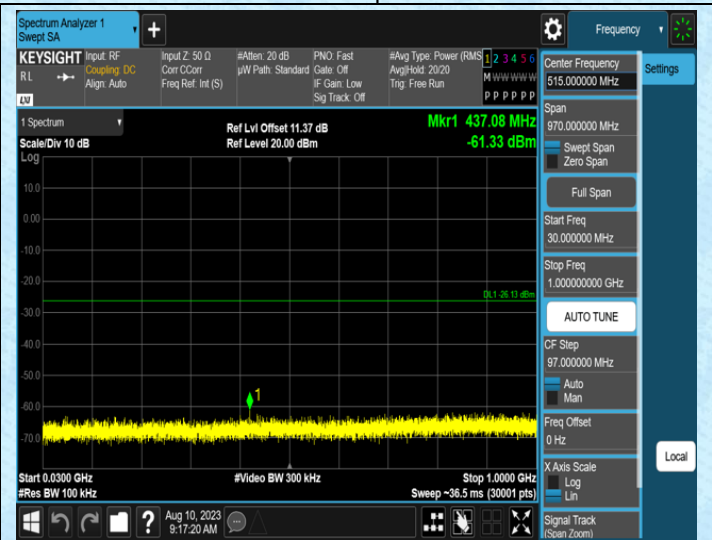 Spectrum Analyzer 1
Swept SA
+
Frequency
KEYSIGHT
RL
LXI
Input: RF
Coupling: DC
Align: Auto
Input Z: 50 Ω
Corr CCorr
Freq Ref: Int (S)
#Atten: 20 dB
µW Path: Standard
PNO: Fast
Gate: Off
IF Gain: Low
Sig Track: Off
#Avg Type: Power (RMS
Avg|Hold: 20/20
Trig: Free Run
1 2 3 4 5 6
M W W W W W
P P P P P P
1 Spectrum
Scale/Div 10 dB
Log
Ref Lvl Offset 11.37 dB
Ref Level 20.00 dBm
Mkr1 437.08 MHz
-61.33 dBm
10.0
0.00
-10.0
-20.0
DL1 -26.13 dBm
-30.0
-40.0
-50.0
1
-60.0
-70.0
Start 0.0300 GHz
#Res BW 100 kHz
#Video BW 300 kHz
Stop 1.0000 GHz
Sweep ~36.5 ms (30001 pts)
Center Frequency
515.000000 MHz
Settings
Span
970.000000 MHz
Swept Span
Zero Span
Full Span
Start Freq
30.000000 MHz
Stop Freq
1.000000000 GHz
AUTO TUNE
CF Step
97.000000 MHz
Auto
Man
Freq Offset
0 Hz
X Axis Scale
Log
Lin
Local
Signal Track
(Span Zoom)
?
Aug 10, 2023
9:17:20 AM